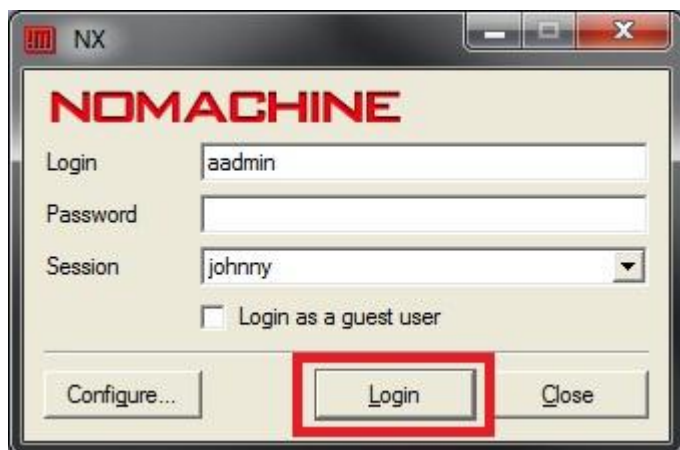 !M NX
NOMACHINE
Login aadmin
Password
Session johnny
Login as a guest user
Configure... Login Close